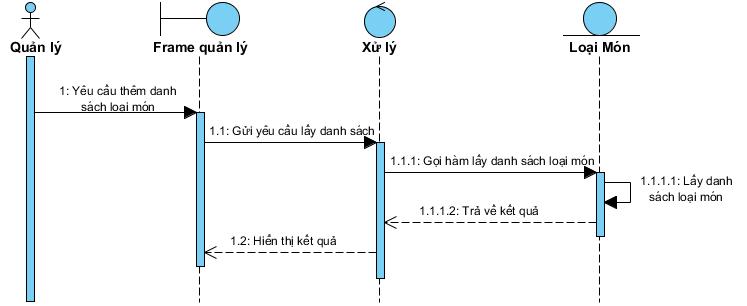 Quản lý
Frame quản lý
Xử lý
Loại Món
1: Yêu cầu thêm danh
sách loại món
1.1: Gửi yêu cầu lấy danh sách
1.1.1: Gọi hàm lấy danh sách loại món
1.1.1.1: Lấy danh
sách loại món
1.1.1.2: Trả về kết quả
1.2: Hiển thị kết quả